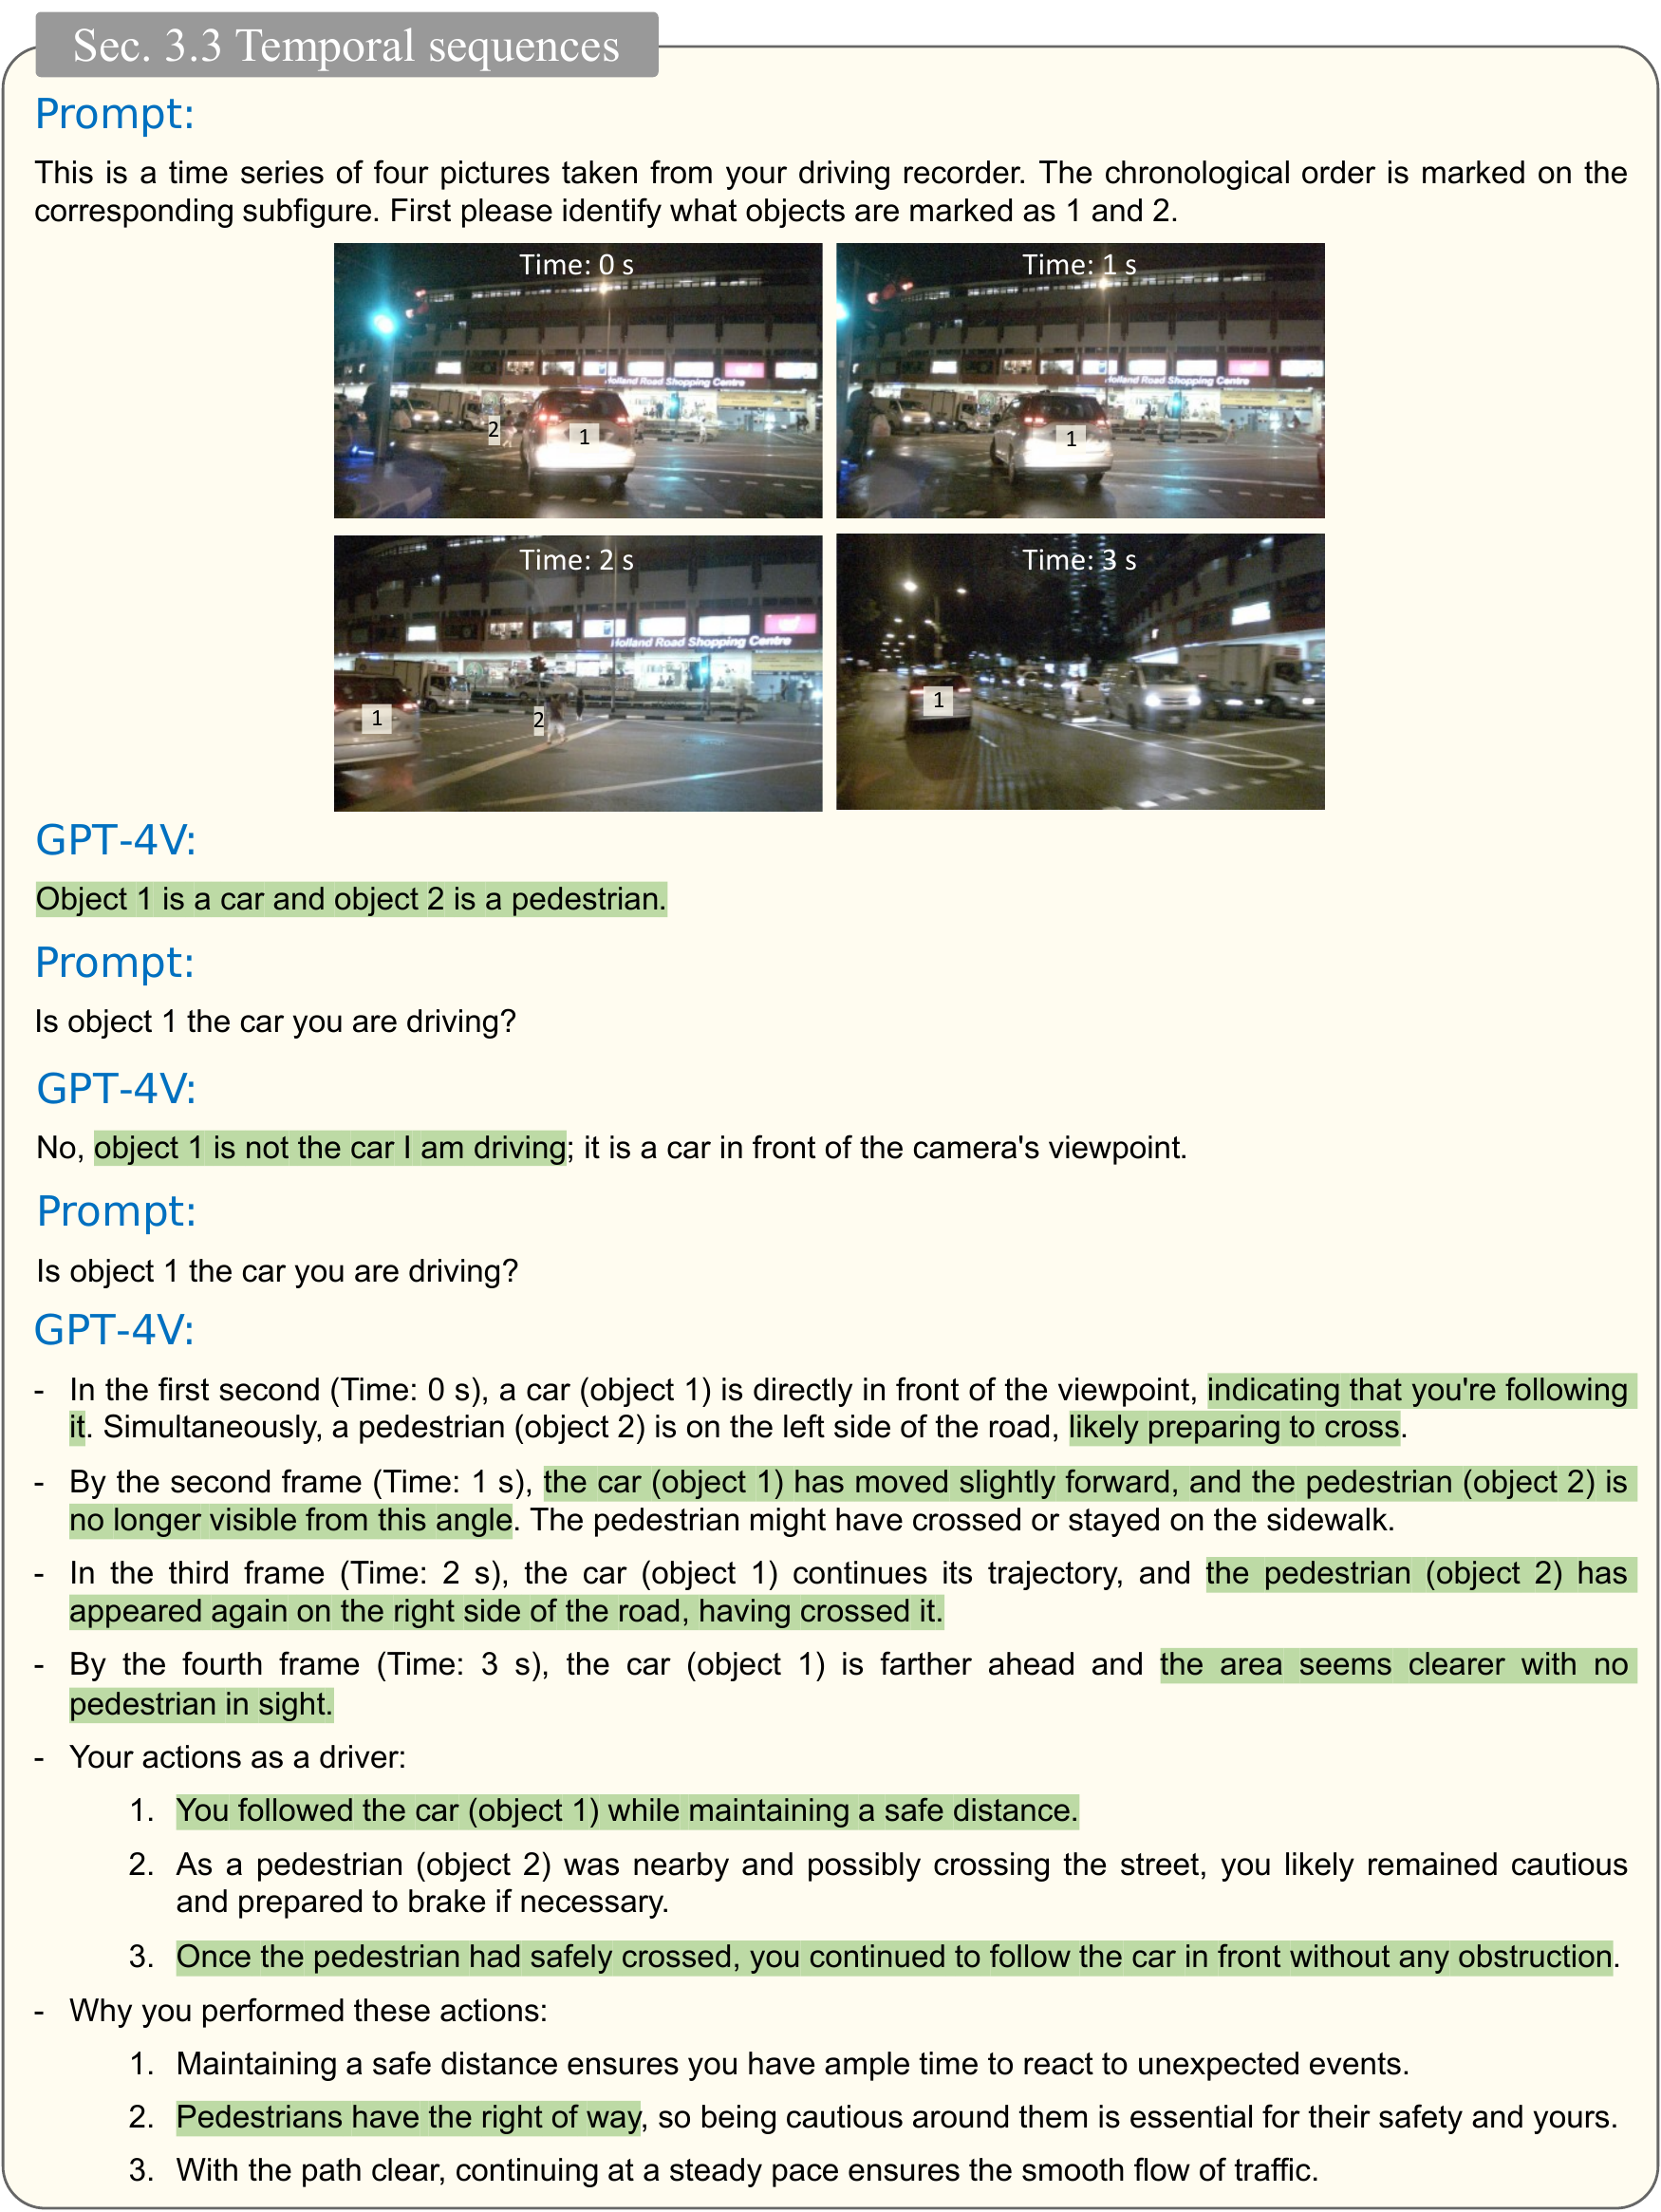 Sec. 3.3 Temporal sequences
Prompt:
This is a time series of four pictures taken from your driving recorder. The chronological order is marked on the
corresponding subfigure. First please identify what objects are marked as 1 and 2.
Time: 0 s
Holland Road Shopping Centre
2
1
Time: 1 s
Holland Road Shopping Centre
1
Time: 2 s
Holland Road Shopping Centre
1
2
Time: 3 s
1
GPT-4V:
Object 1 is a car and object 2 is a pedestrian.
Prompt:
Is object 1 the car you are driving?
GPT-4V:
No, object 1 is not the car I am driving; it is a car in front of the camera's viewpoint.
Prompt:
Is object 1 the car you are driving?
GPT-4V:
- In the first second (Time: 0 s), a car (object 1) is directly in front of the viewpoint, indicating that you're following
it. Simultaneously, a pedestrian (object 2) is on the left side of the road, likely preparing to cross.
- By the second frame (Time: 1 s), the car (object 1) has moved slightly forward, and the pedestrian (object 2) is
no longer visible from this angle. The pedestrian might have crossed or stayed on the sidewalk.
- In the third frame (Time: 2 s), the car (object 1) continues its trajectory, and the pedestrian (object 2) has
appeared again on the right side of the road, having crossed it.
- By the fourth frame (Time: 3 s), the car (object 1) is farther ahead and the area seems clearer with no
pedestrian in sight.
- Your actions as a driver:
1. You followed the car (object 1) while maintaining a safe distance.
2. As a pedestrian (object 2) was nearby and possibly crossing the street, you likely remained cautious
and prepared to brake if necessary.
3. Once the pedestrian had safely crossed, you continued to follow the car in front without any obstruction.
- Why you performed these actions:
1. Maintaining a safe distance ensures you have ample time to react to unexpected events.
2. Pedestrians have the right of way, so being cautious around them is essential for their safety and yours.
3. With the path clear, continuing at a steady pace ensures the smooth flow of traffic.